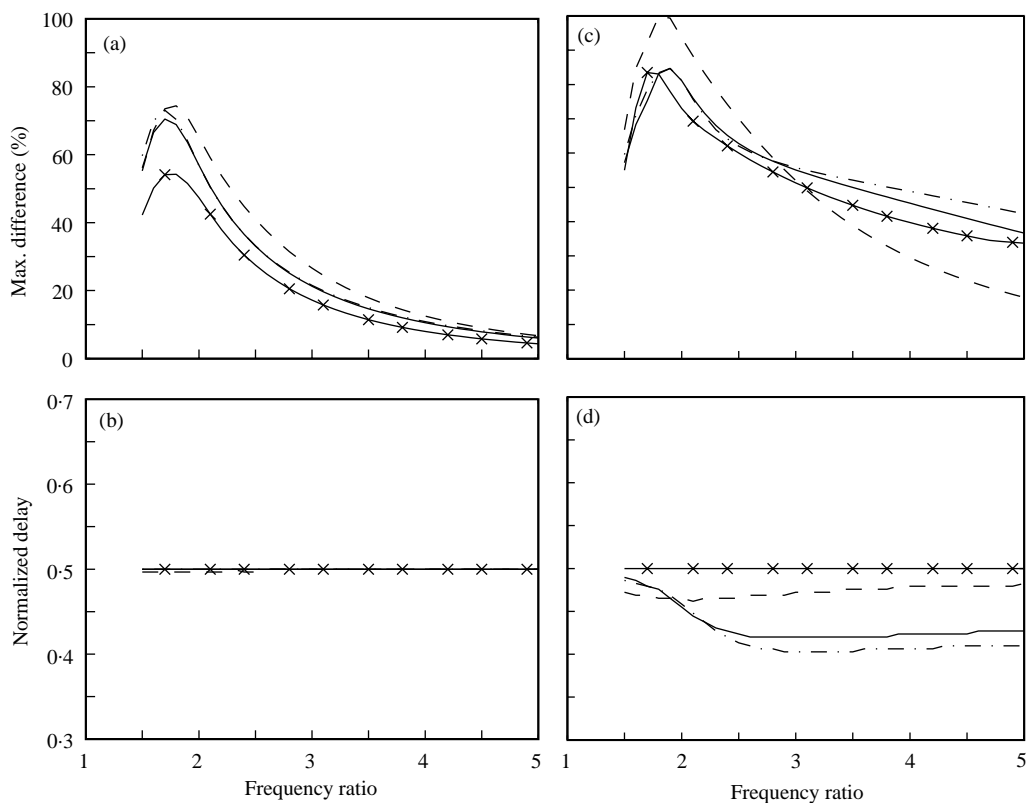 100
80
60
40
20
0
Max. difference (%)
(a)
(c)
0·7
0·6
0·5
0·4
0·3
Normalized delay
(b)
(d)
1 2 3 4 5
1 2 3 4 5
Frequency ratio
Frequency ratio